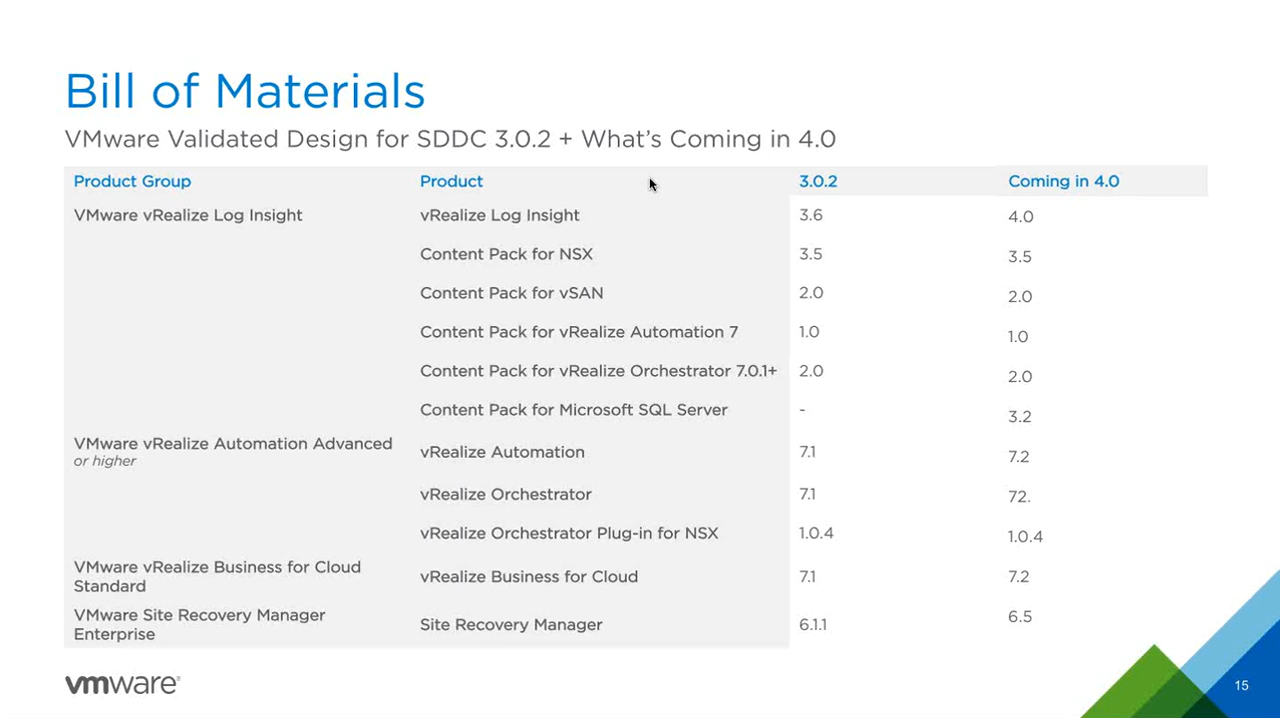 Bill of Materials
VMware Validated Design for SDDC 3.0.2 + What's Coming in 4.0
Product Group Product 3.0.2 Coming in 4.0
VMware vRealize Log Insight vRealize Log Insight 3.6 4.0
Content Pack for NSX 3.5 3.5
Content Pack for vSAN 2.0 2.0
Content Pack for vRealize Automation 7 1.0 1.0
Content Pack for vRealize Orchestrator 7.0.1+ 2.0 2.0
Content Pack for Microsoft SQL Server - 3.2
VMware vRealize Automation Advanced
or higher
vRealize Automation 7.1 7.2
vRealize Orchestrator 7.1 72.
vRealize Orchestrator Plug-in for NSX 1.0.4 1.0.4
VMware vRealize Business for Cloud
Standard
vRealize Business for Cloud 7.1 7.2
VMware Site Recovery Manager
Enterprise
Site Recovery Manager 6.1.1 6.5
vmware®
15